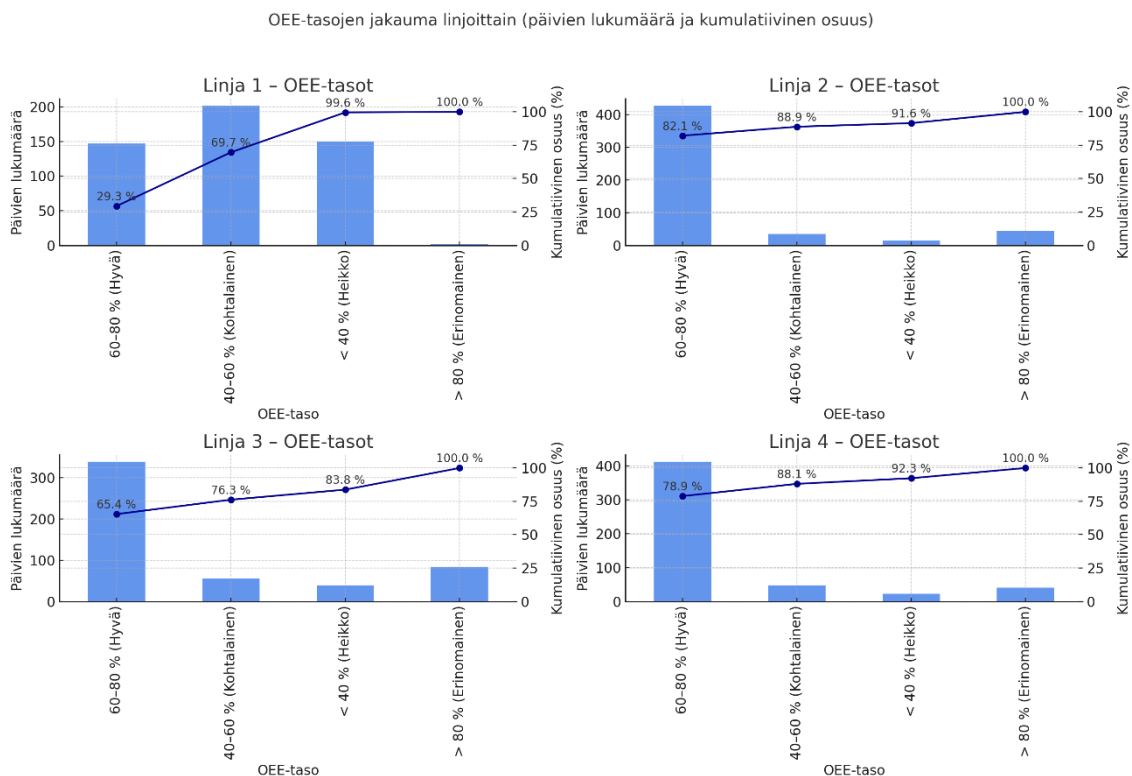 OEE-tasojen jakauma linjoittain (päivien lukumäärä ja kumulatiivinen osuus)
Linja 1 – OEE-tasot
Päivien lukumäärä
200
150
100
50
0
29.3 %
69.7 %
99.6 %
100.0 %
100
75
50
25
0
Kumulatiivinen osuus (%)
60–80 % (Hyvä)
40–60 % (Kohtalainen)
< 40 % (Heikko)
> 80 % (Erinomainen)
OEE-taso
Linja 2 – OEE-tasot
Päivien lukumäärä
400
300
200
100
0
82.1 %
88.9 %
91.6 %
100.0 %
100
75
50
25
0
Kumulatiivinen osuus (%)
60–80 % (Hyvä)
40–60 % (Kohtalainen)
< 40 % (Heikko)
> 80 % (Erinomainen)
OEE-taso
Linja 3 – OEE-tasot
Päivien lukumäärä
300
200
100
0
65.4 %
76.3 %
83.8 %
100.0 %
100
75
50
25
0
Kumulatiivinen osuus (%)
60–80 % (Hyvä)
40–60 % (Kohtalainen)
< 40 % (Heikko)
> 80 % (Erinomainen)
OEE-taso
Linja 4 – OEE-tasot
Päivien lukumäärä
400
300
200
100
0
78.9 %
88.1 %
92.3 %
100.0 %
100
75
50
25
0
Kumulatiivinen osuus (%)
60–80 % (Hyvä)
40–60 % (Kohtalainen)
< 40 % (Heikko)
> 80 % (Erinomainen)
OEE-taso